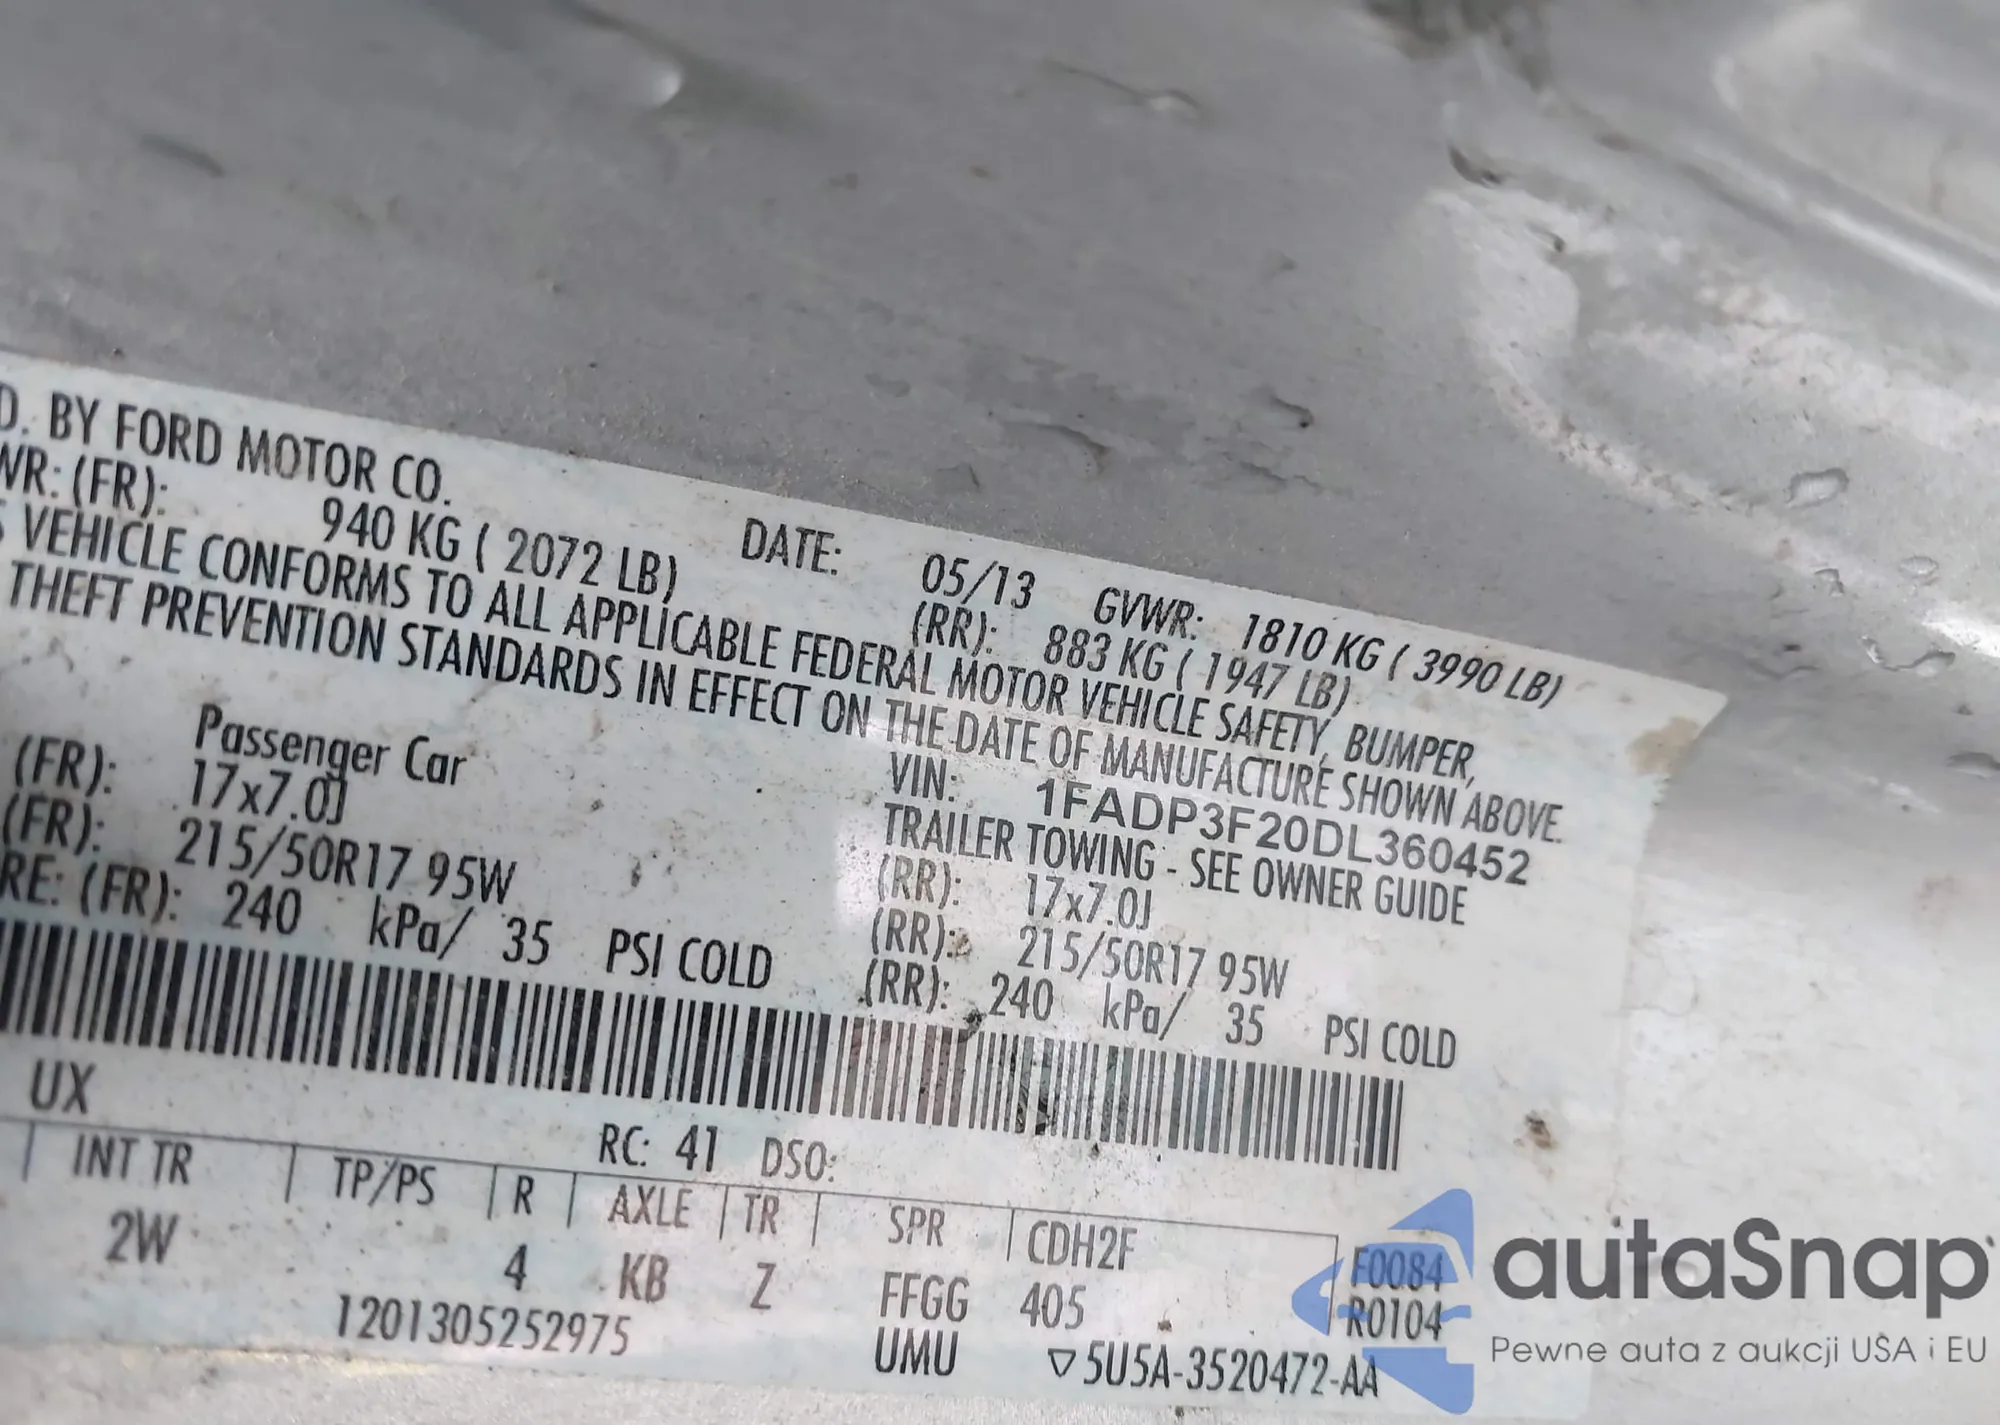 D. BY FORD MOTOR CO.
DATE: 05/13 GVWR: 1810 KG ( 3990 LB)
WR: (FR): 940 KG ( 2072 LB) (RR): 883 KG ( 1947 LB)
S VEHICLE CONFORMS TO ALL APPLICABLE FEDERAL MOTOR VEHICLE SAFETY, BUMPER,
THEFT PREVENTION STANDARDS IN EFFECT ON THE DATE OF MANUFACTURE SHOWN ABOVE.
VIN: 1FADP3F20DL360452
Passenger Car TRAILER TOWING - SEE OWNER GUIDE
(FR): 17x7.0J (RR): 17x7.0J
(FR): 215/50R17 95W (RR): 215/50R17 95W
RE: (FR): 240 kPa/ 35 PSI COLD (RR): 240 kPa/ 35 PSI COLD
UX RC: 41 DSO:
INT TR TP/PS R AXLE TR SPR CDH2F F0084
2W 4 KB Z FFGG 405 R0104
1201305252975 UMU ▽5U5A-3520472-AA
autaSnap
Pewne auta z aukcji USA i EU